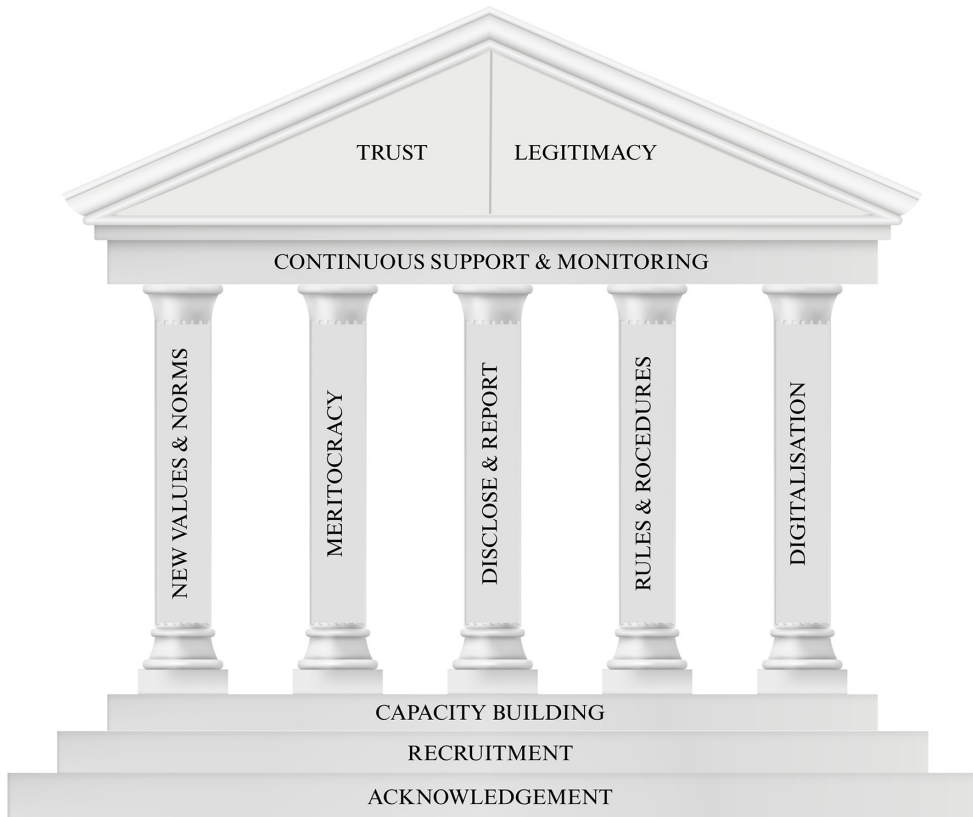 TRUST
LEGITIMACY
CONTINUOUS SUPPORT & MONITORING
NEW VALUES & NORMS
MERITOCRACY
DISCLOSE & REPORT
RULES & ROCEDURES
DIGITALISATION
CAPACITY BUILDING
RECRUITMENT
ACKNOWLEDGEMENT